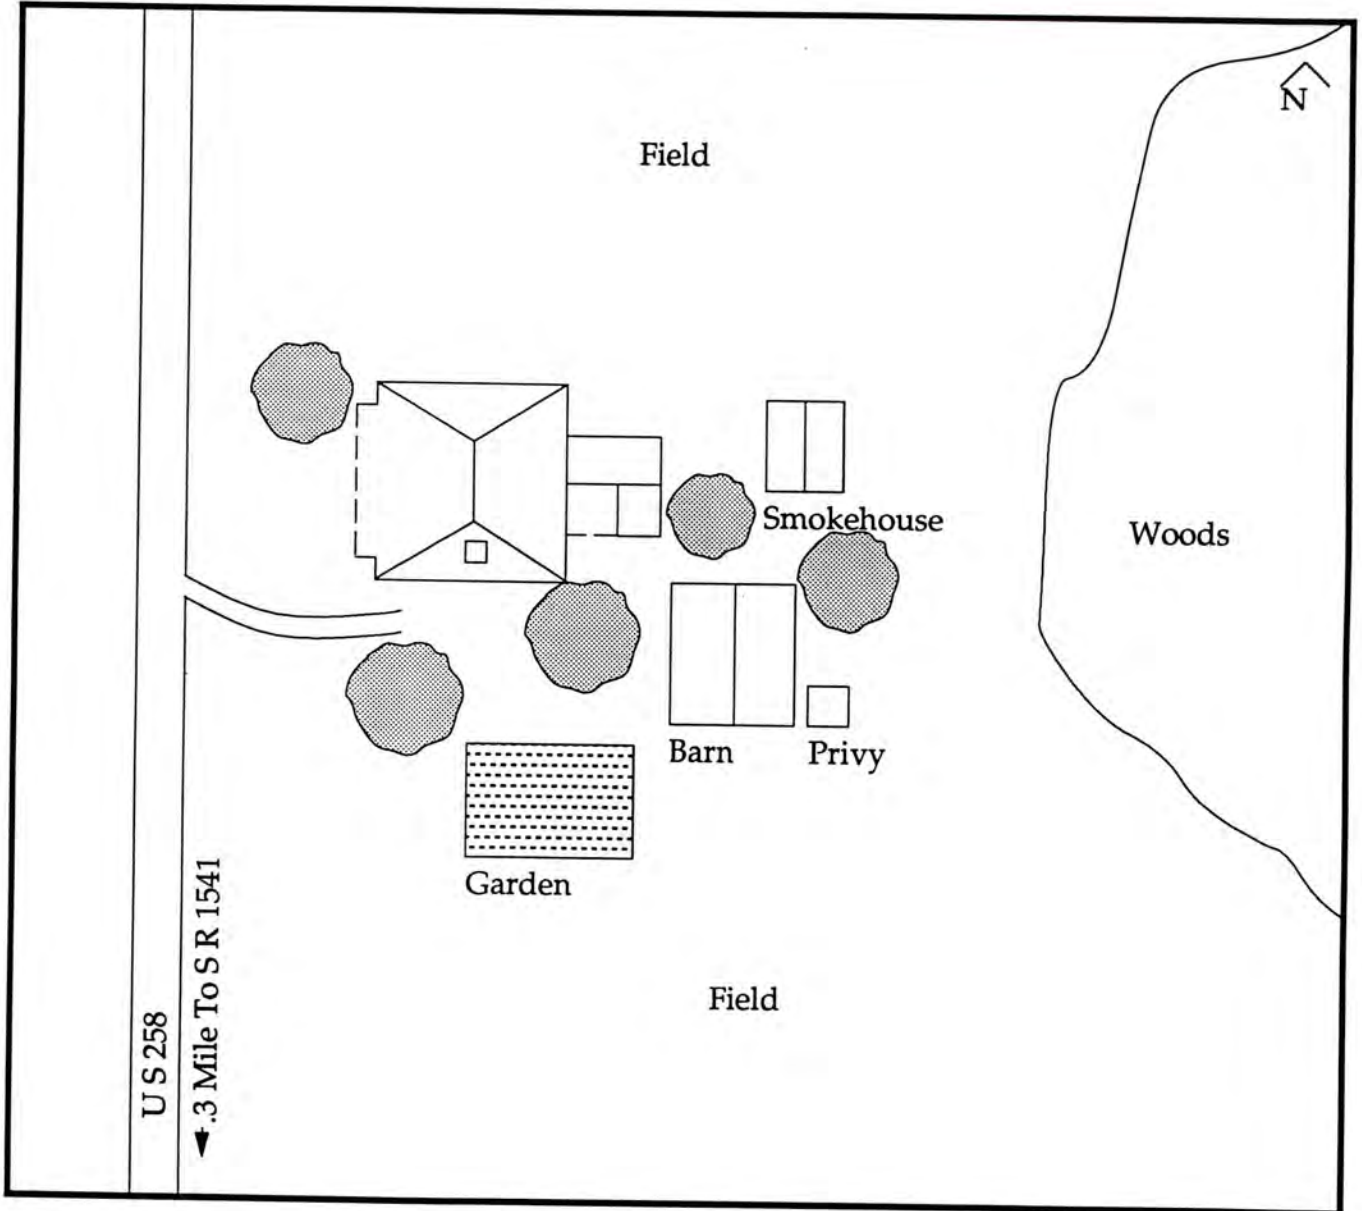 N
Field
Smokehouse
Woods
Barn
Privy
Garden
Field
U S 258
.3 Mile To S R 1541